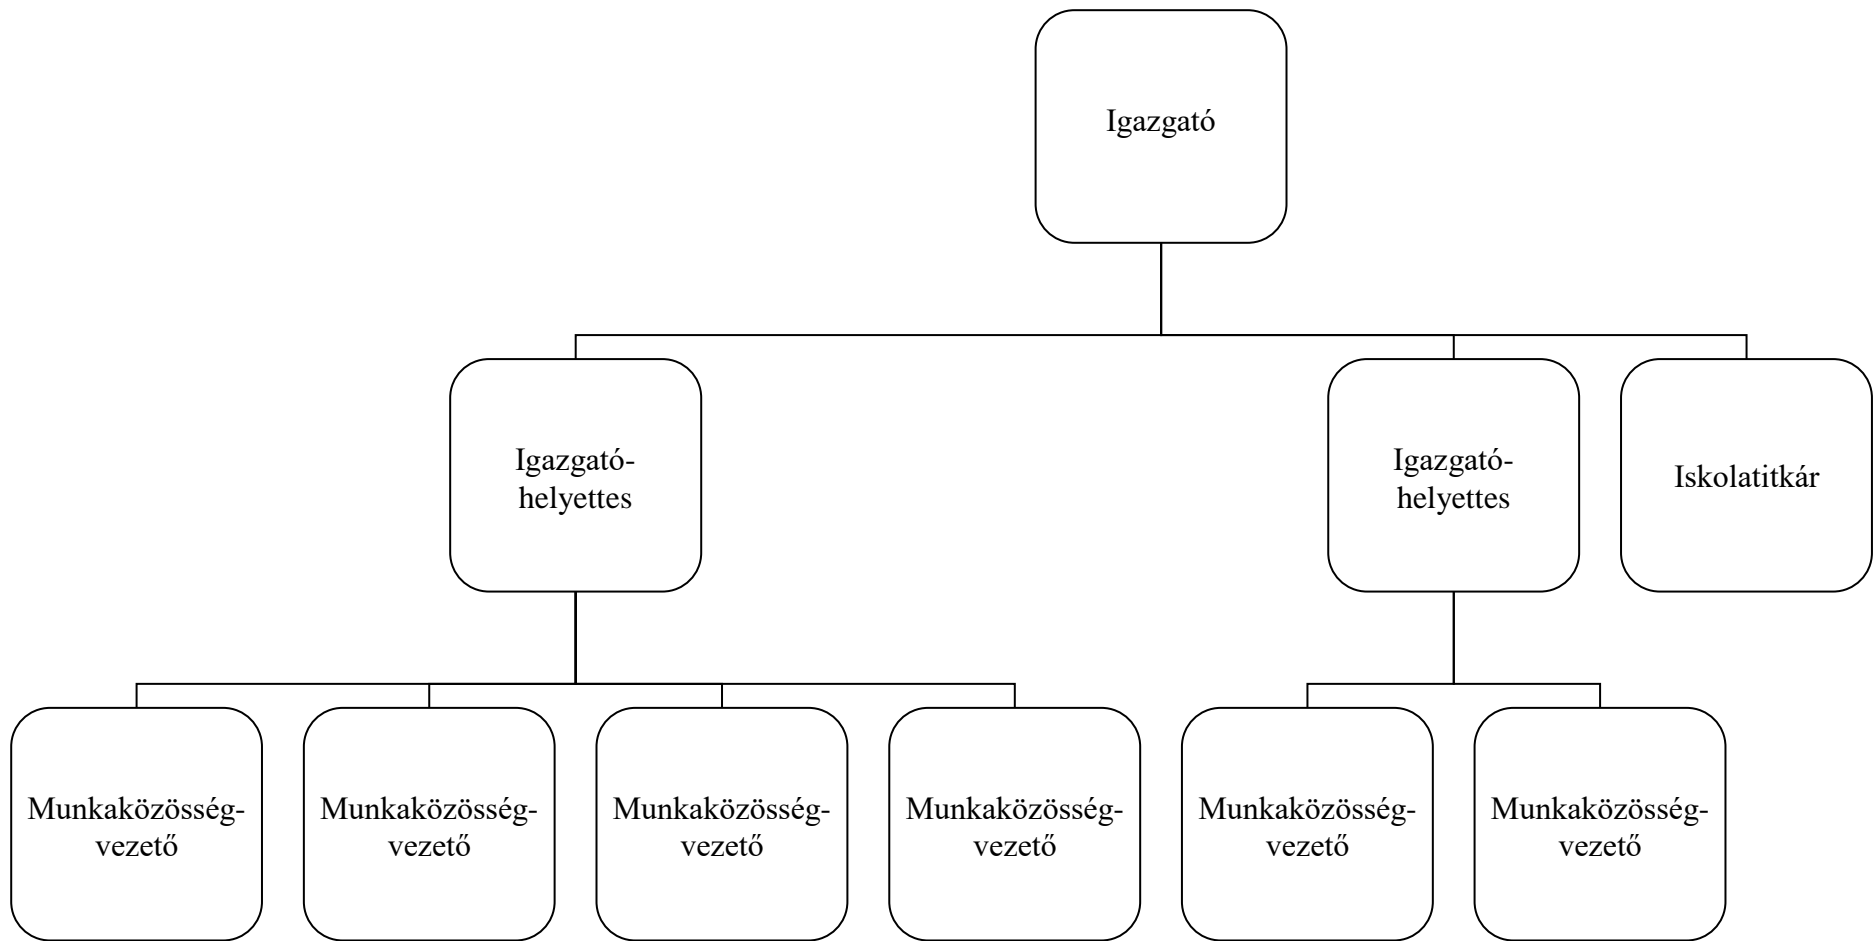 Igazgató
Igazgató-
helyettes
Igazgató-
helyettes
Iskolatitkár
Munkaközösség-
vezető
Munkaközösség-
vezető
Munkaközösség-
vezető
Munkaközösség-
vezető
Munkaközösség-
vezető
Munkaközösség-
vezető